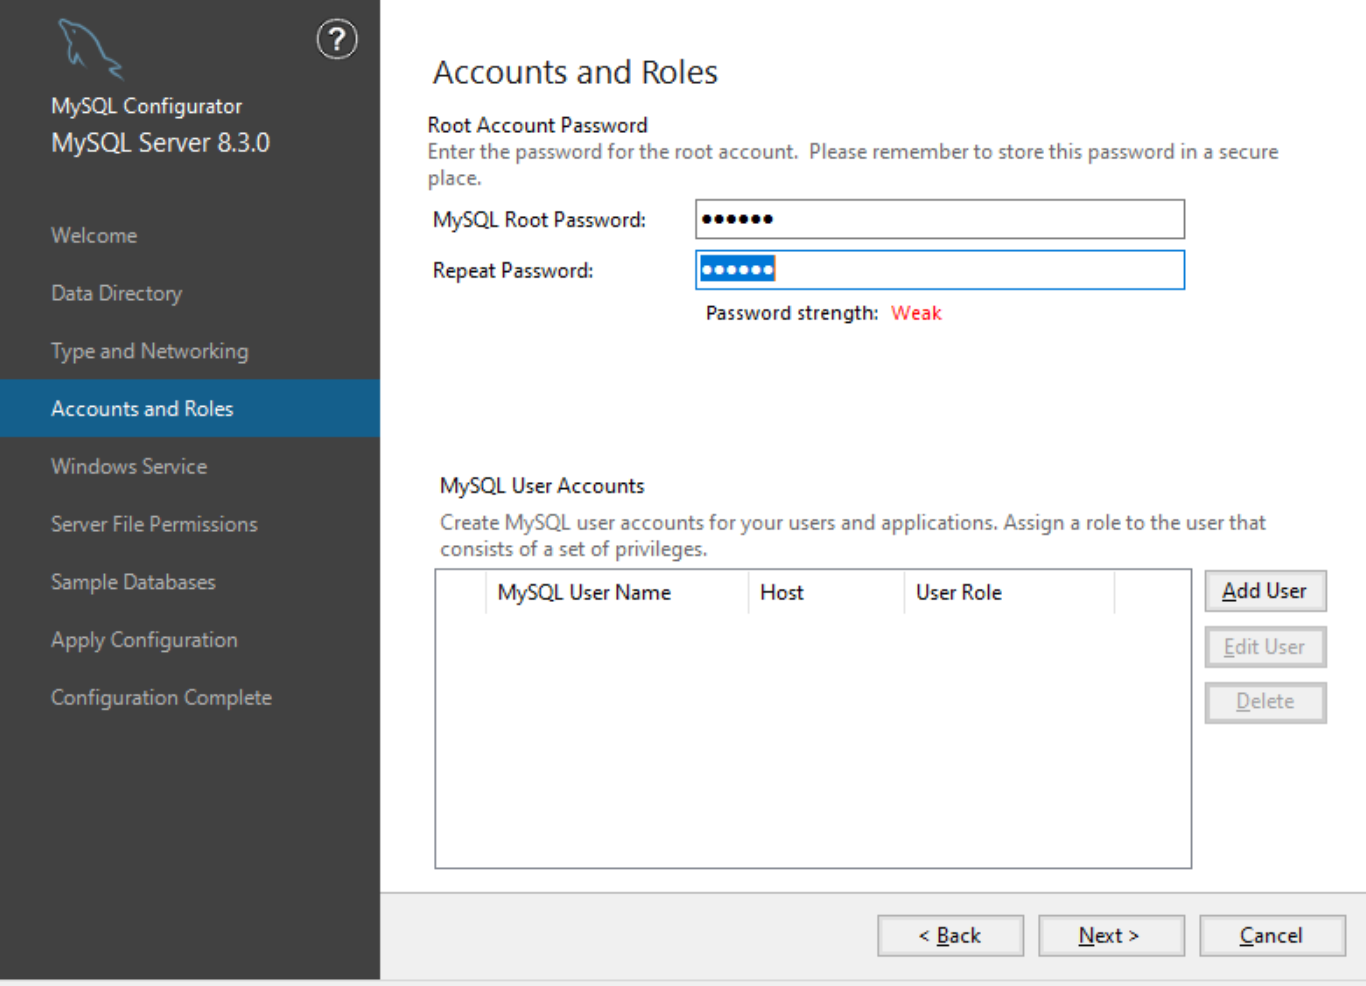 ?
MySQL Configurator
MySQL Server 8.3.0
Welcome
Data Directory
Type and Networking
Accounts and Roles
Windows Service
Server File Permissions
Sample Databases
Apply Configuration
Configuration Complete
Accounts and Roles
Root Account Password
Enter the password for the root account.  Please remember to store this password in a secure
place.
MySQL Root Password: ●●●●●●
Repeat Password: ●●●●●●
Password strength: Weak
MySQL User Accounts
Create MySQL user accounts for your users and applications. Assign a role to the user that
consists of a set of privileges.
MySQL User Name Host User Role
Add User
Edit User
Delete
< Back Next > Cancel